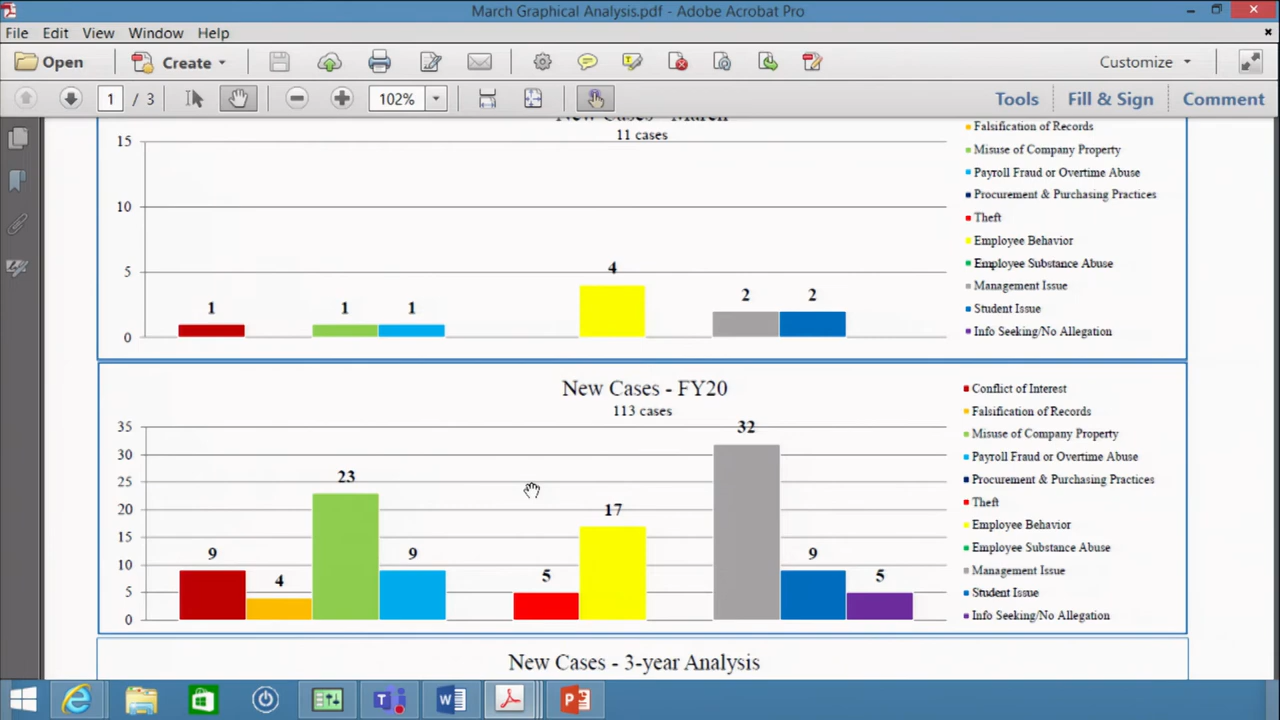 March Graphical Analysis.pdf - Adobe Acrobat Pro
File Edit View Window Help
Open Create Customize
1 / 3 102% Tools Fill & Sign Comment
New Cases - March
11 cases
15
10
5
0
1
1
1
4
2
2
Falsification of Records
Misuse of Company Property
Payroll Fraud or Overtime Abuse
Procurement & Purchasing Practices
Theft
Employee Behavior
Employee Substance Abuse
Management Issue
Student Issue
Info Seeking/No Allegation
New Cases - FY20
113 cases
35
30
25
20
15
10
5
0
9
4
23
9
5
17
32
9
5
Conflict of Interest
Falsification of Records
Misuse of Company Property
Payroll Fraud or Overtime Abuse
Procurement & Purchasing Practices
Theft
Employee Behavior
Employee Substance Abuse
Management Issue
Student Issue
Info Seeking/No Allegation
New Cases - 3-year Analysis